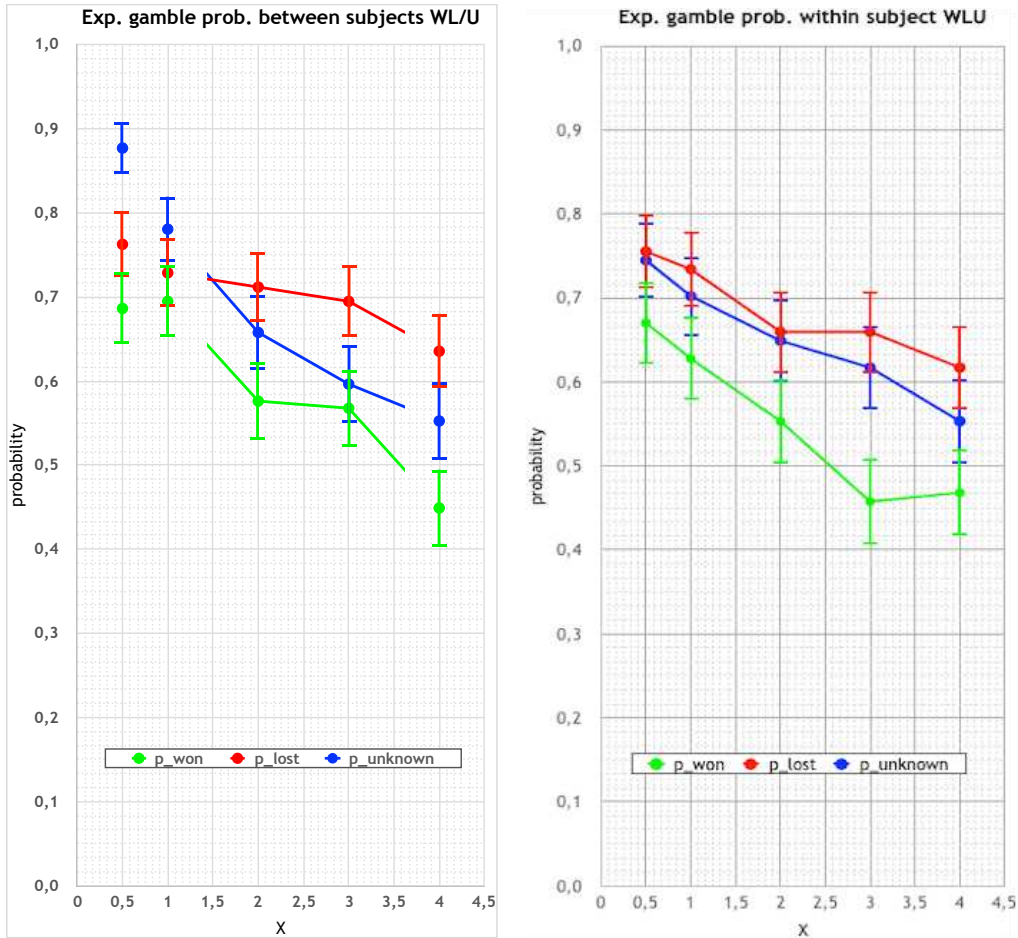 Exp. gamble prob. between subjects WL/U
1,0
0,9
0,8
0,7
0,6
0,5
0,4
0,3
0,2
0,1
0,0
probability
p_won p_lost p_unknown
0 0,5 1 1,5 2 2,5 3 3,5 4 4,5
X
Exp. gamble prob. within subject WLU
1,0
0,9
0,8
0,7
0,6
0,5
0,4
0,3
0,2
0,1
0,0
probability
p_won p_lost p_unknown
0 0,5 1 1,5 2 2,5 3 3,5 4 4,5
X